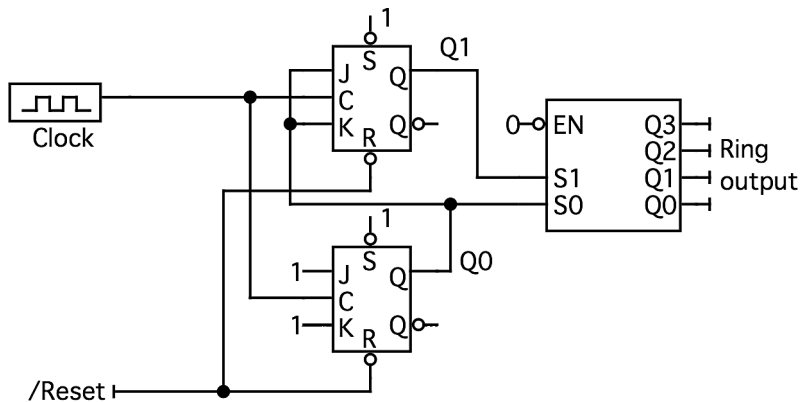 1
S
Q1
J
Q
C
K
Q
R
Clock
0
EN
Q3
Q2
Ring
S1
Q1
output
S0
Q0
1
S
Q0
1
J
Q
C
1
K
Q
R
/Reset